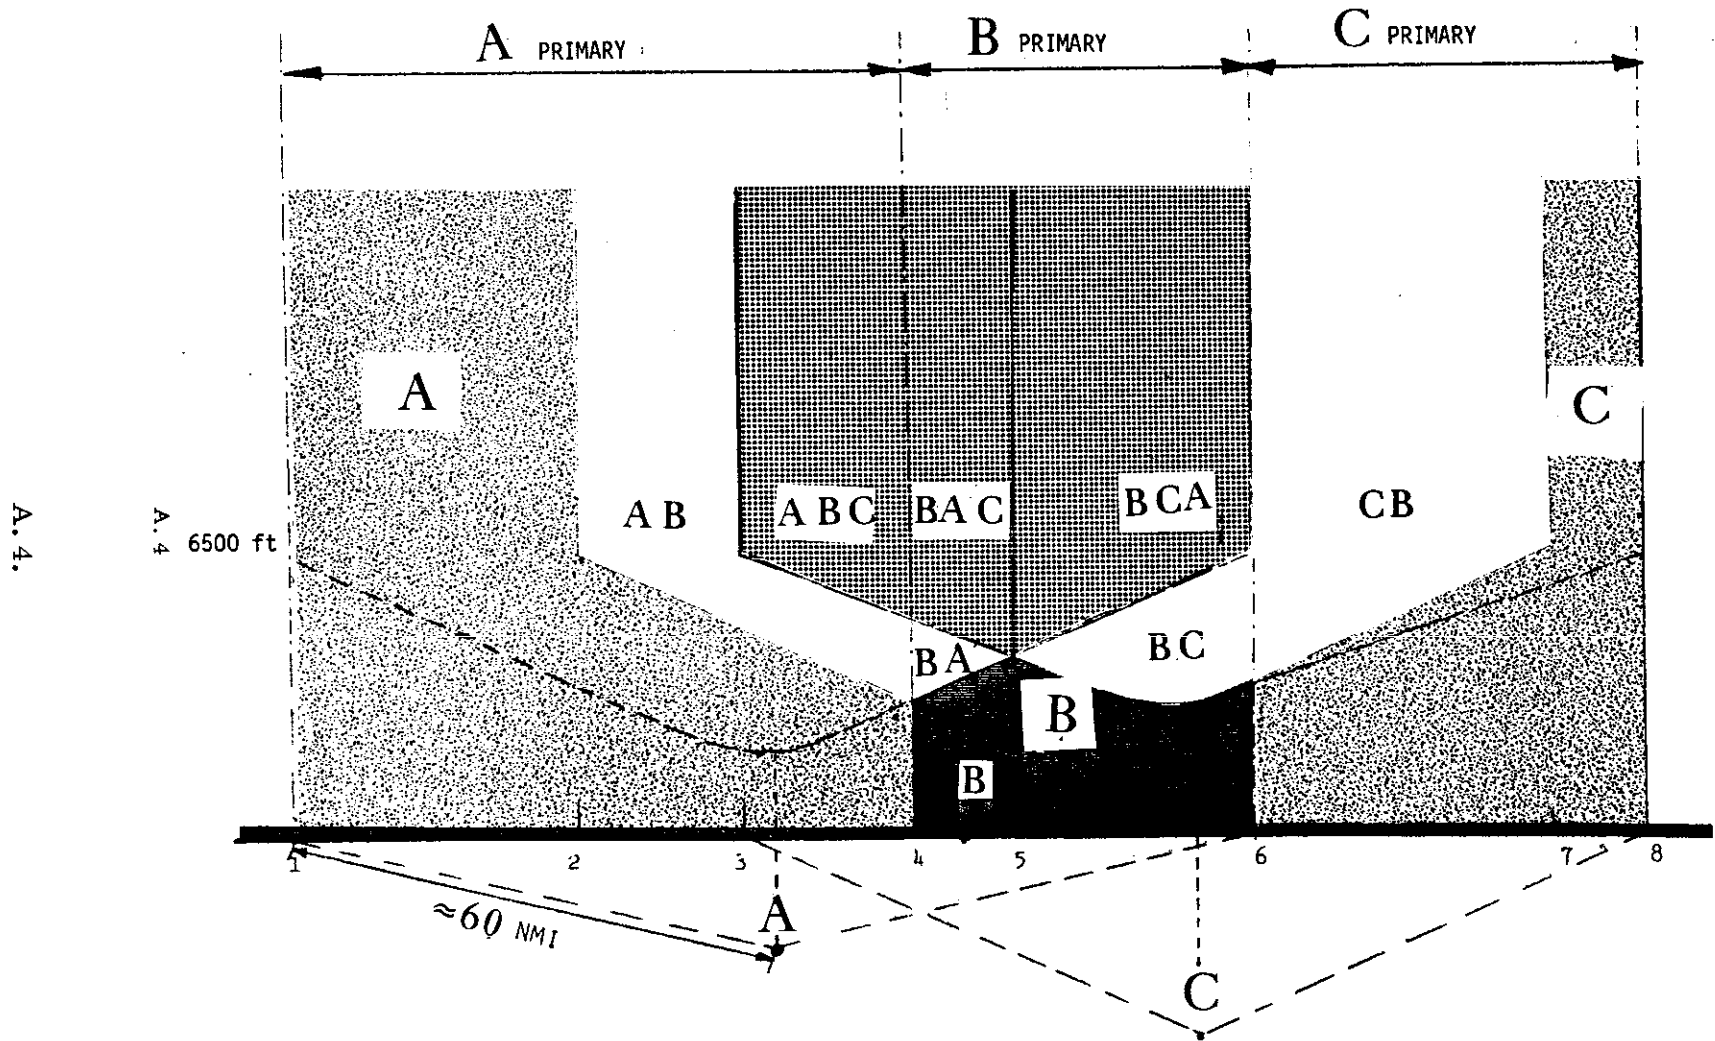 A PRIMARY
B PRIMARY
C PRIMARY
A
C
A B
A B C
BA C
B C A
CB
A.4.
A.4
6500 ft
BA
B C
B
B
1
2
3
4
5
6
7
8
≈60 NMI
A
C